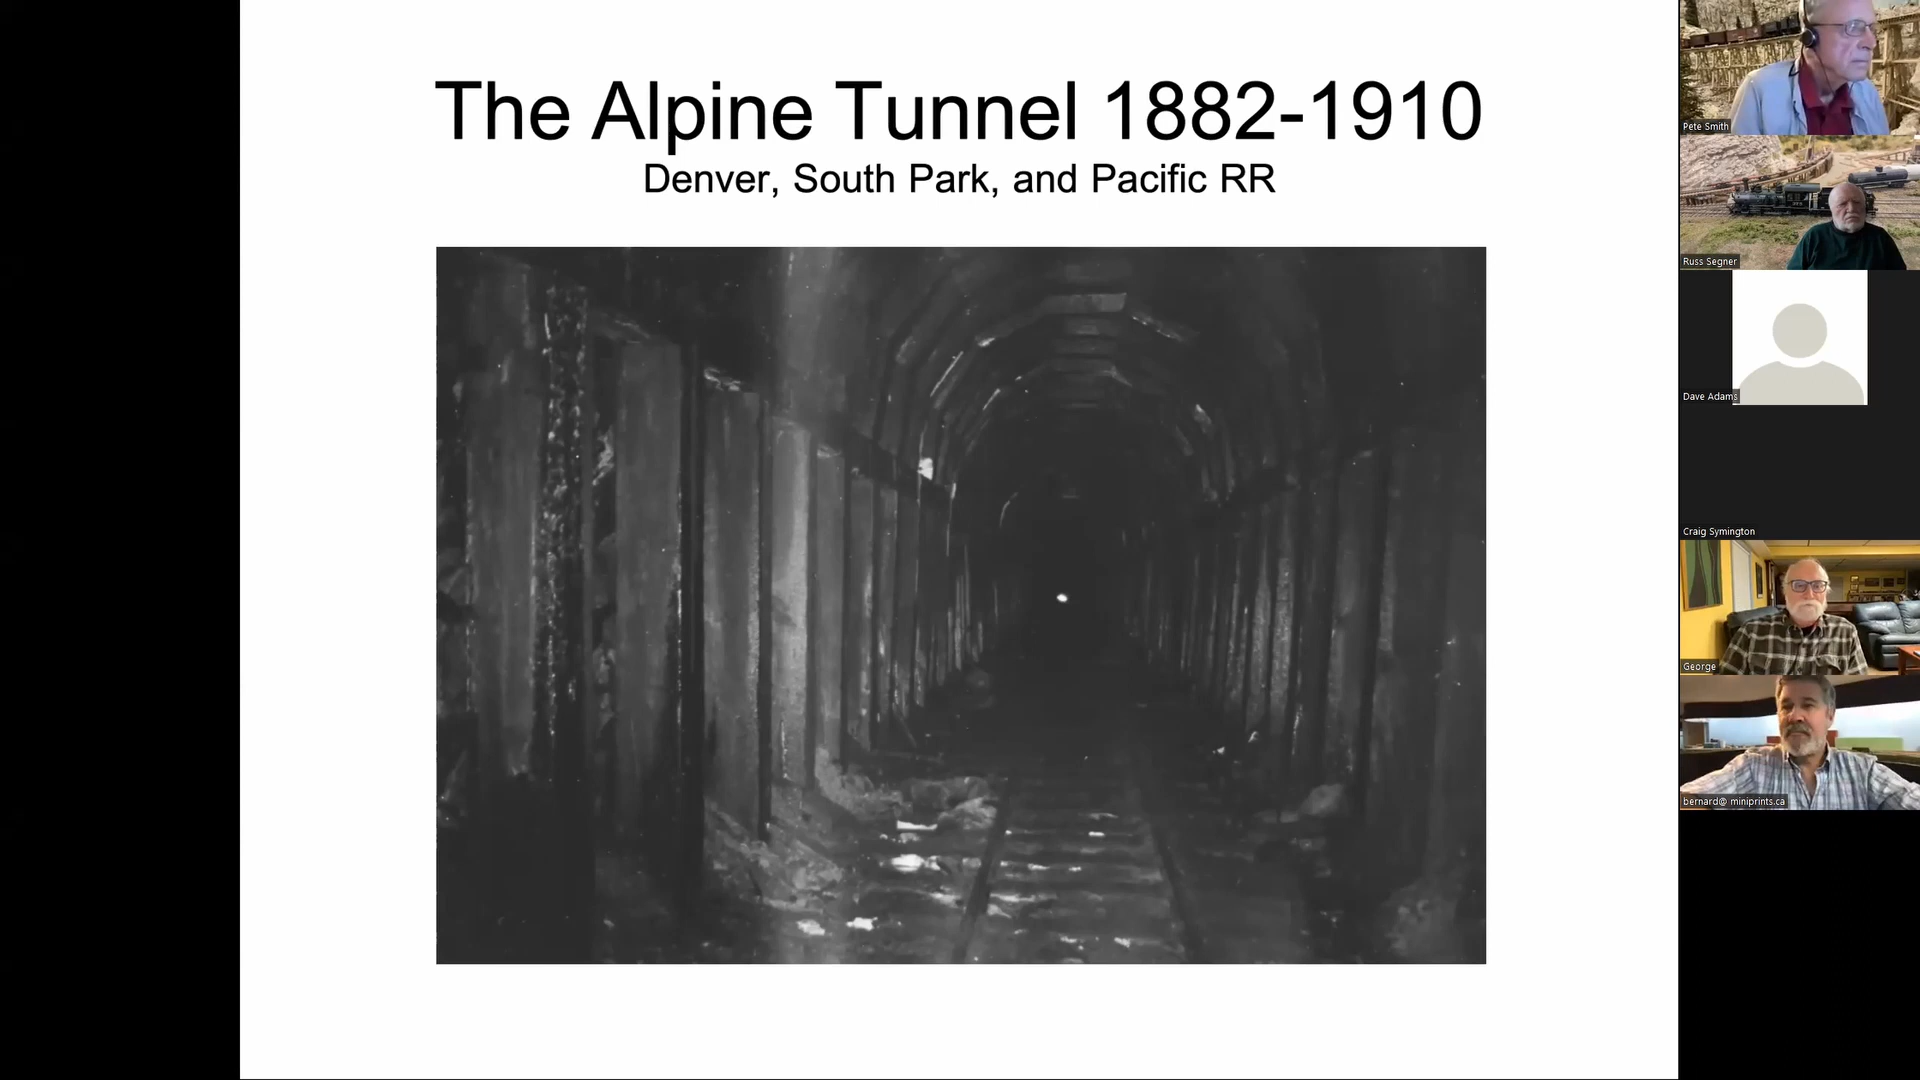 The Alpine Tunnel 1882-1910
Denver, South Park, and Pacific RR
Pete Smith
Russ Segner
Dave Adams
Craig Symington
George
bernard@ miniprints.ca